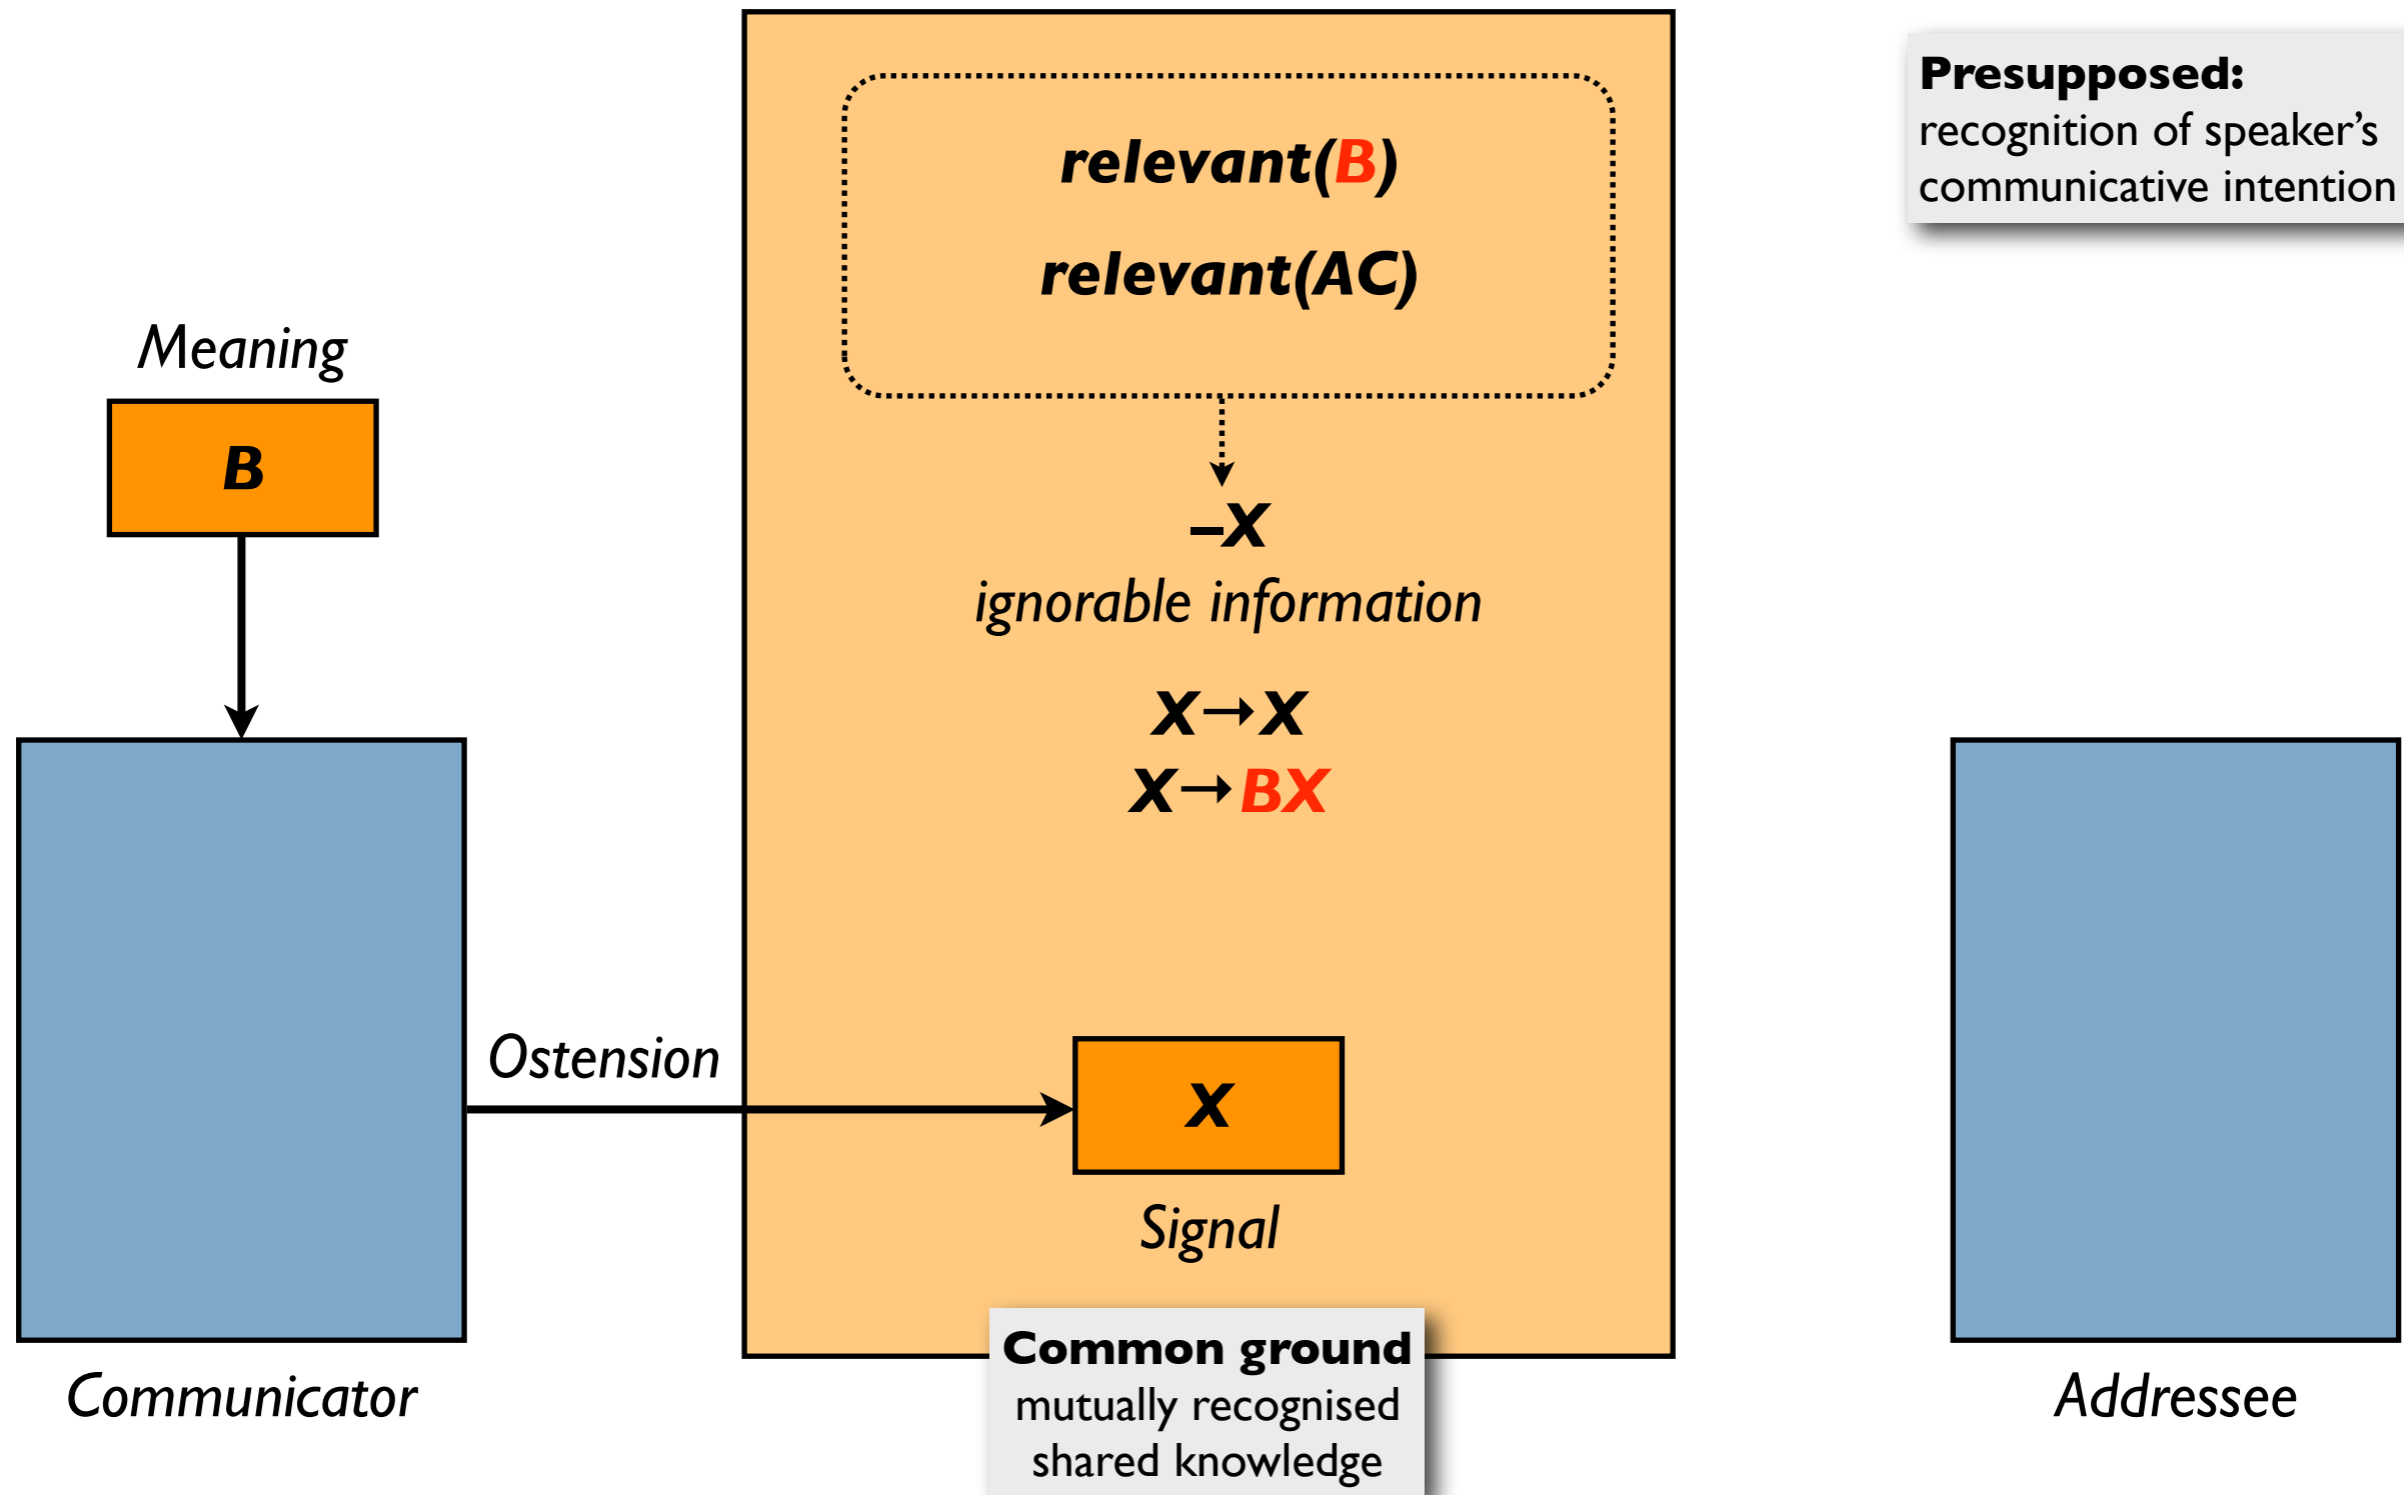 Presupposed:
recognition of speaker's
communicative intention
relevant(B)
relevant(AC)
Meaning
B
–X
ignorable information
X→X
X→BX
Ostension
X
Signal
Common ground
mutually recognised
shared knowledge
Communicator
Addressee